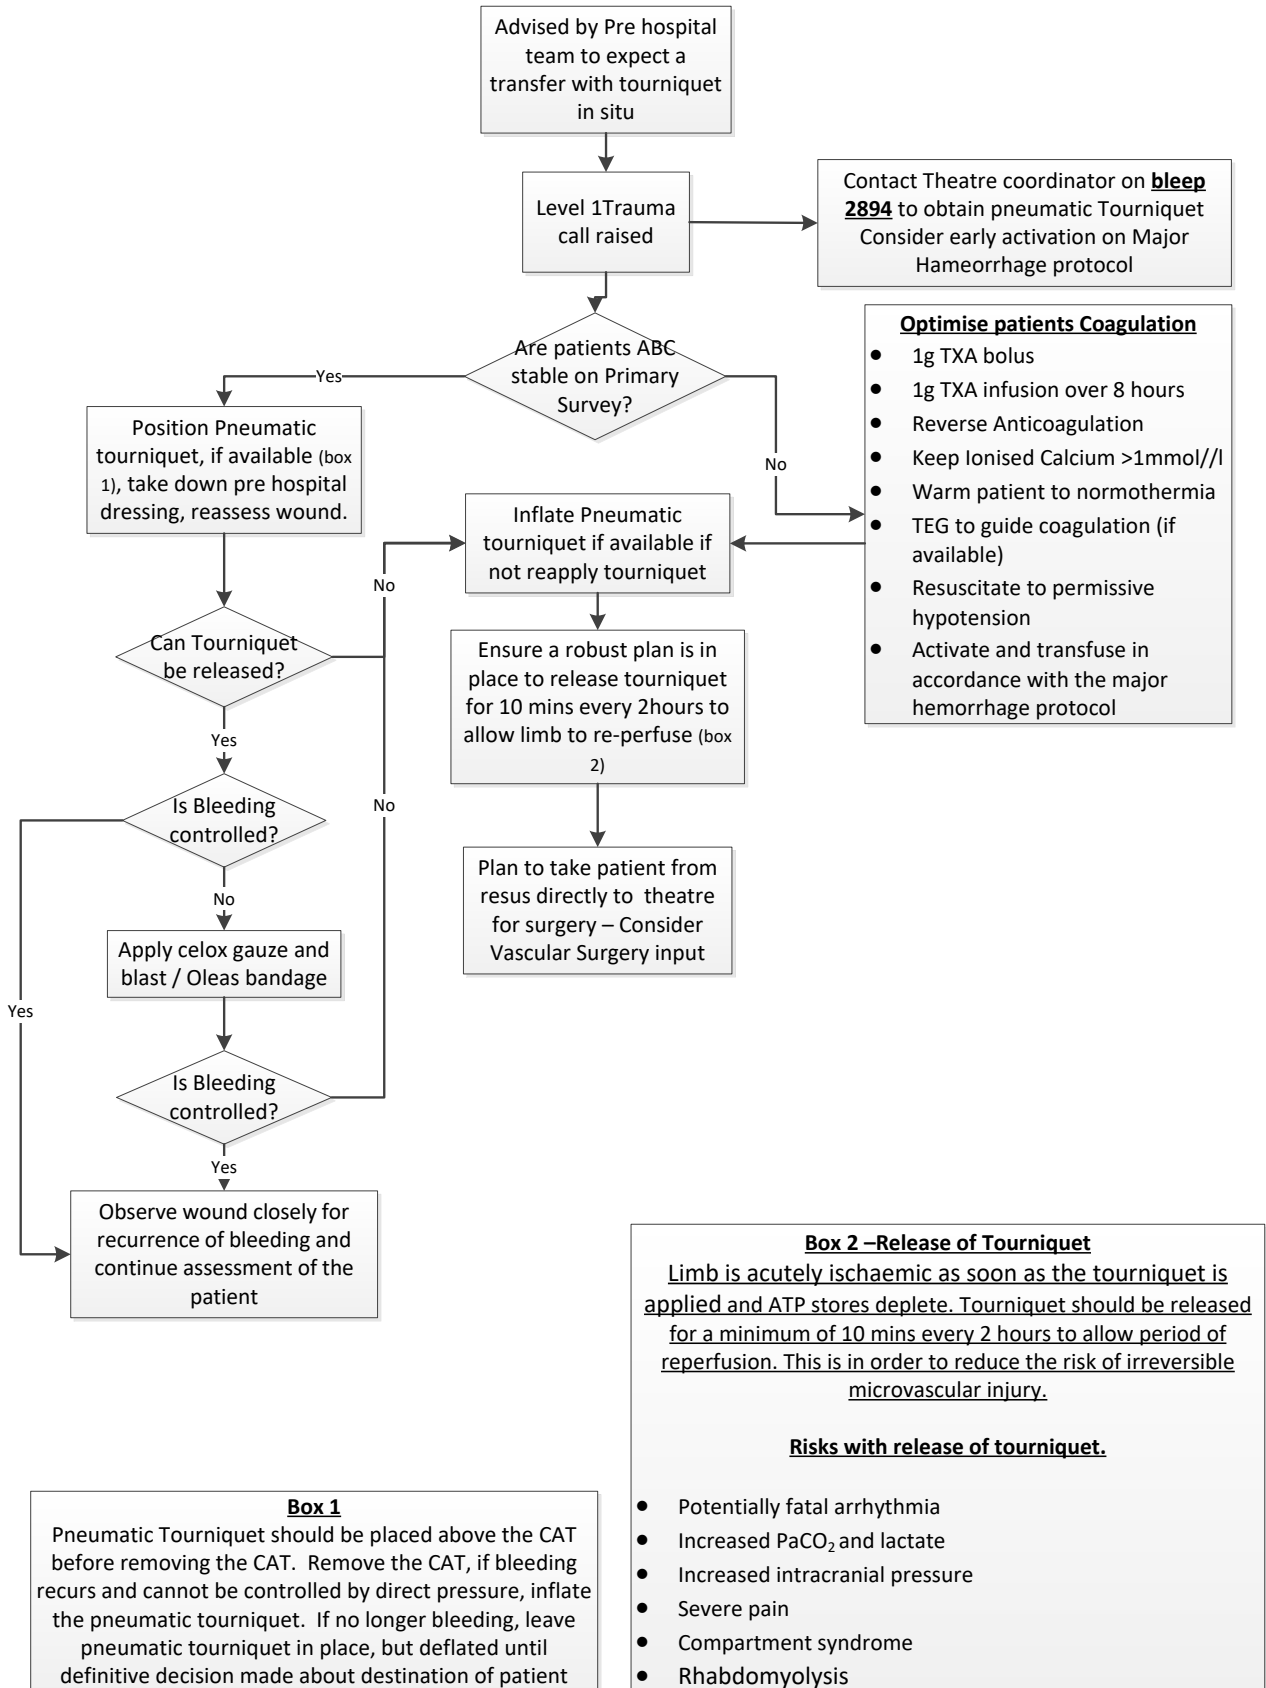 Advised by Pre hospital
team to expect a
transfer with tourniquet
in situ
Level 1Trauma
call raised
Contact Theatre coordinator on bleep
2894 to obtain pneumatic Tourniquet
Consider early activation on Major
Hameorrhage protocol
Are patients ABC
stable on Primary
Survey?
Yes
No
Optimise patients Coagulation
● 1g TXA bolus
● 1g TXA infusion over 8 hours
● Reverse Anticoagulation
● Keep Ionised Calcium >1mmol//l
● Warm patient to normothermia
● TEG to guide coagulation (if
available)
● Resuscitate to permissive
hypotension
● Activate and transfuse in
accordance with the major
hemorrhage protocol
Position Pneumatic
tourniquet, if available (box
1), take down pre hospital
dressing, reassess wound.
Inflate Pneumatic
tourniquet if available if
not reapply tourniquet
No
Can Tourniquet
be released?
Ensure a robust plan is in
place to release tourniquet
for 10 mins every 2hours to
allow limb to re-perfuse (box
2)
Yes
Is Bleeding
controlled?
No
Plan to take patient from
resus directly to theatre
for surgery – Consider
Vascular Surgery input
No
Apply celox gauze and
blast / Oleas bandage
Yes
Is Bleeding
controlled?
Yes
Observe wound closely for
recurrence of bleeding and
continue assessment of the
patient
Box 2 –Release of Tourniquet
Limb is acutely ischaemic as soon as the tourniquet is
applied and ATP stores deplete. Tourniquet should be released
for a minimum of 10 mins every 2 hours to allow period of
reperfusion. This is in order to reduce the risk of irreversible
microvascular injury.
Risks with release of tourniquet.
● Potentially fatal arrhythmia
● Increased PaCO₂ and lactate
● Increased intracranial pressure
● Severe pain
● Compartment syndrome
● Rhabdomyolysis
Box 1
Pneumatic Tourniquet should be placed above the CAT
before removing the CAT. Remove the CAT, if bleeding
recurs and cannot be controlled by direct pressure, inflate
the pneumatic tourniquet. If no longer bleeding, leave
pneumatic tourniquet in place, but deflated until
definitive decision made about destination of patient